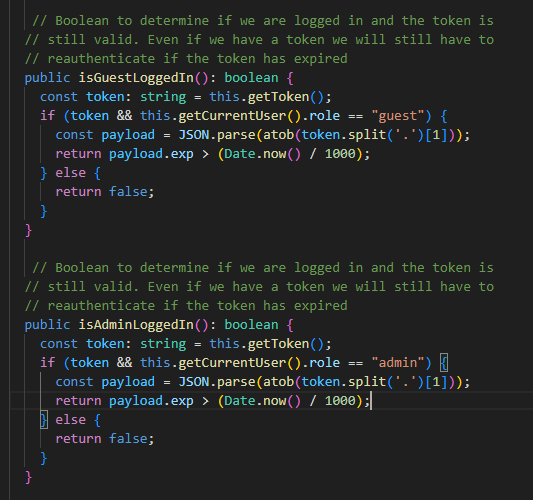 // Boolean to determine if we are logged in and the token is
// still valid. Even if we have a token we will still have to
// reauthenticate if the token has expired
public isGuestLoggedIn(): boolean {
const token: string = this.getToken();
if (token && this.getCurrentUser().role == "guest") {
const payload = JSON.parse(atob(token.split('.')[1]));
return payload.exp > (Date.now() / 1000);
} else {
return false;
}
}
// Boolean to determine if we are logged in and the token is
// still valid. Even if we have a token we will still have to
// reauthenticate if the token has expired
public isAdminLoggedIn(): boolean {
const token: string = this.getToken();
if (token && this.getCurrentUser().role == "admin") {
const payload = JSON.parse(atob(token.split('.')[1]));
return payload.exp > (Date.now() / 1000);
} else {
return false;
}
}